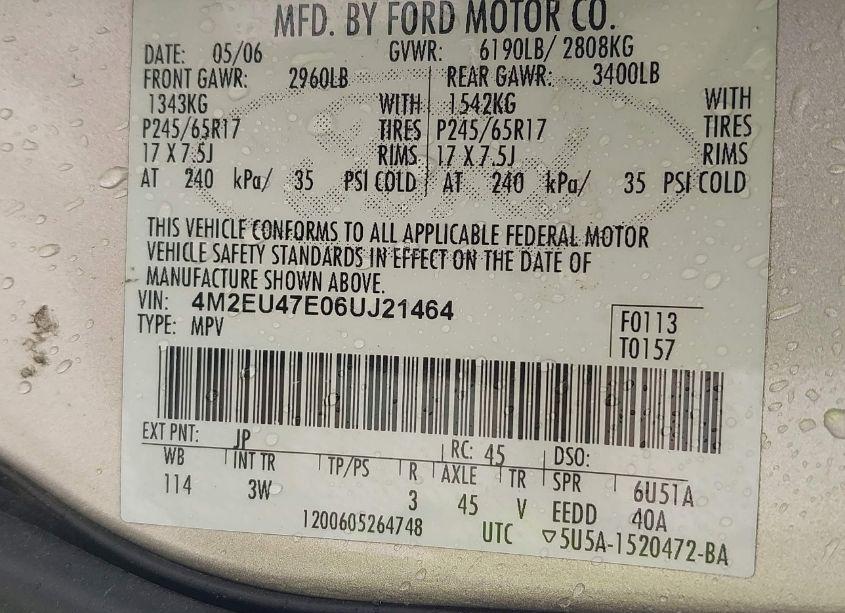 MFD. BY FORD MOTOR CO.
DATE: 05/06 GVWR: 6190LB/ 2808KG
FRONT GAWR: 2960LB REAR GAWR: 3400LB
1343KG WITH 1542KG WITH
P245/65R17 TIRES P245/65R17 TIRES
17 X 7.5J RIMS 17 X 7.5J RIMS
AT 240 kPa/ 35 PSI COLD AT 240 kPa/ 35 PSI COLD
THIS VEHICLE CONFORMS TO ALL APPLICABLE FEDERAL MOTOR
VEHICLE SAFETY STANDARDS IN EFFECT ON THE DATE OF
MANUFACTURE SHOWN ABOVE.
VIN: 4M2EU47E06UJ21464
TYPE: MPV
F0113
T0157
EXT PNT: JP RC: 45 DSO:
WB INT TR TP/PS R AXLE TR SPR 6U51A
114 3W 3 45 V EEDD 40A
1200605264748 UTC ▽5U5A-1520472-BA